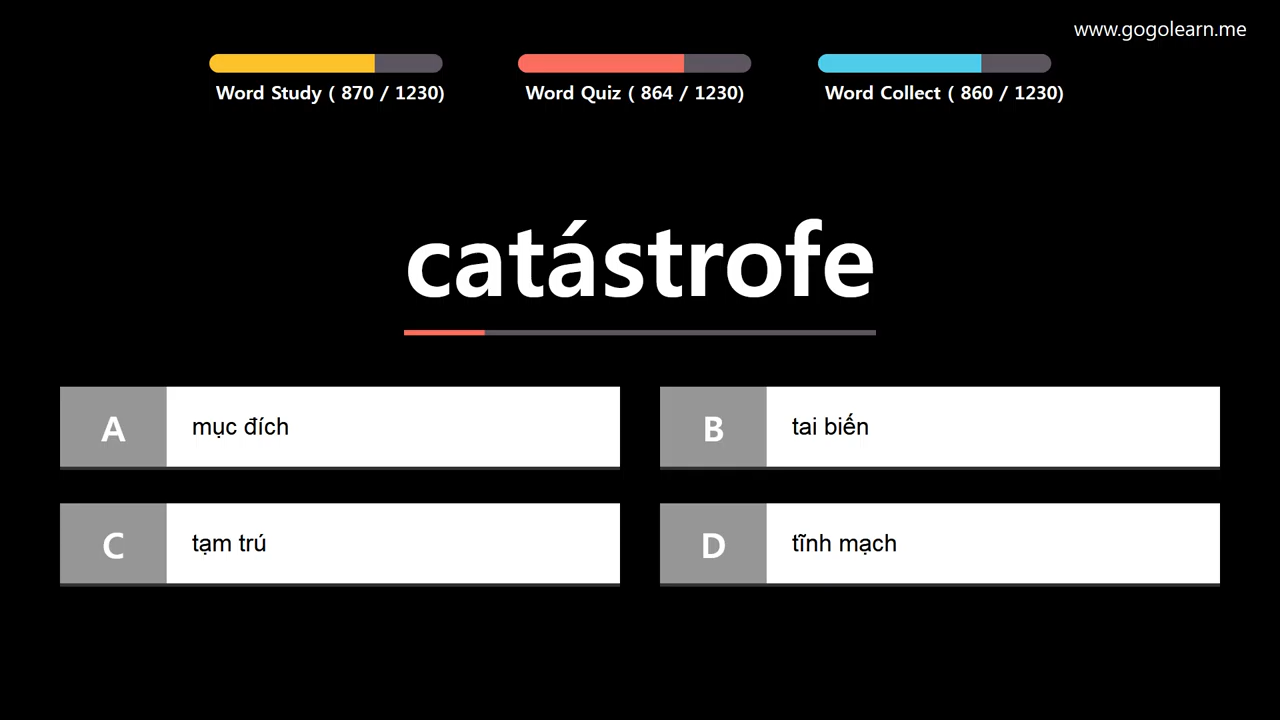 www.gogolearn.me
Word Study ( 870 / 1230)
Word Quiz ( 864 / 1230)
Word Collect ( 860 / 1230)
catástrofe
A
mục đích
B
tai biến
C
tạm trú
D
tĩnh mạch